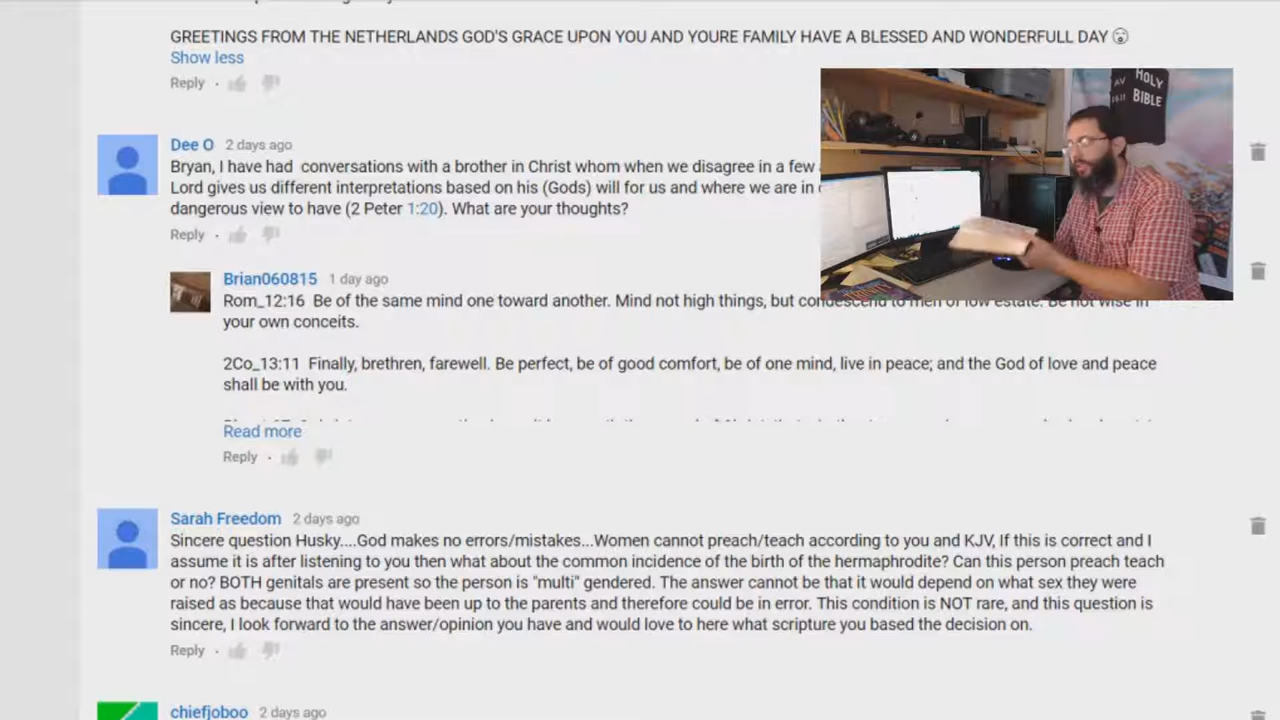 GREETINGS FROM THE NETHERLANDS GOD'S GRACE UPON YOU AND YOURE FAMILY HAVE A BLESSED AND WONDERFULL DAY 😮
Show less
Reply ·
Dee O 2 days ago
Bryan, I have had conversations with a brother in Christ whom when we disagree in a few
Lord gives us different interpretations based on his (Gods) will for us and where we are in
dangerous view to have (2 Peter 1:20). What are your thoughts?
Reply ·
Brian060815 1 day ago
Rom_12:16 Be of the same mind one toward another. Mind not high things, but condescend to men of low estate. Be not wise in
your own conceits.
2Co_13:11 Finally, brethren, farewell. Be perfect, be of good comfort, be of one mind, live in peace; and the God of love and peace
shall be with you.
Read more
Reply ·
Sarah Freedom 2 days ago
Sincere question Husky....God makes no errors/mistakes...Women cannot preach/teach according to you and KJV, If this is correct and I
assume it is after listening to you then what about the common incidence of the birth of the hermaphrodite? Can this person preach teach
or no? BOTH genitals are present so the person is "multi" gendered. The answer cannot be that it would depend on what sex they were
raised as because that would have been up to the parents and therefore could be in error. This condition is NOT rare, and this question is
sincere, I look forward to the answer/opinion you have and would love to here what scripture you based the decision on.
Reply ·
chiefjoboo 2 days ago
AV HOLY
1611 BIBLE